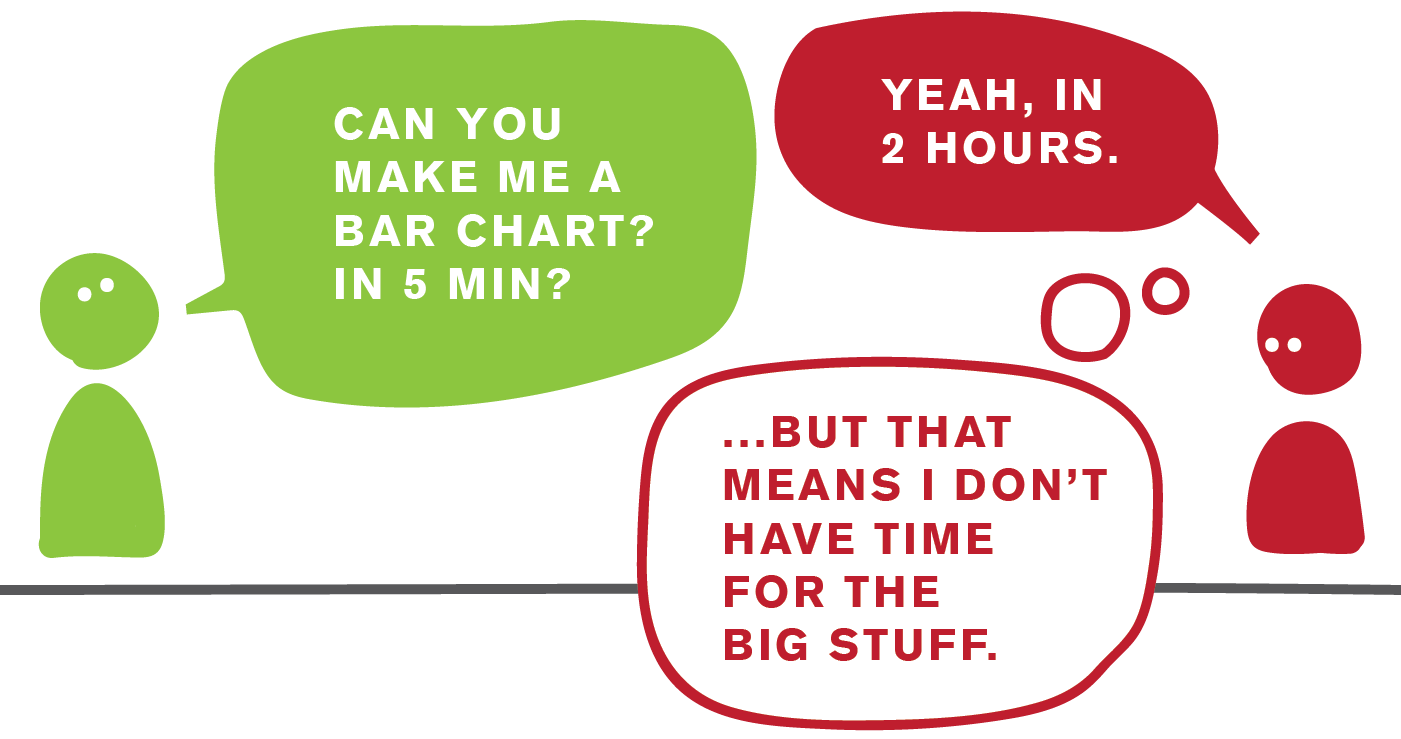 CAN YOU
MAKE ME A
BAR CHART?
IN 5 MIN?
YEAH, IN
2 HOURS.
...BUT THAT
MEANS I DON’T
HAVE TIME
FOR THE
BIG STUFF.